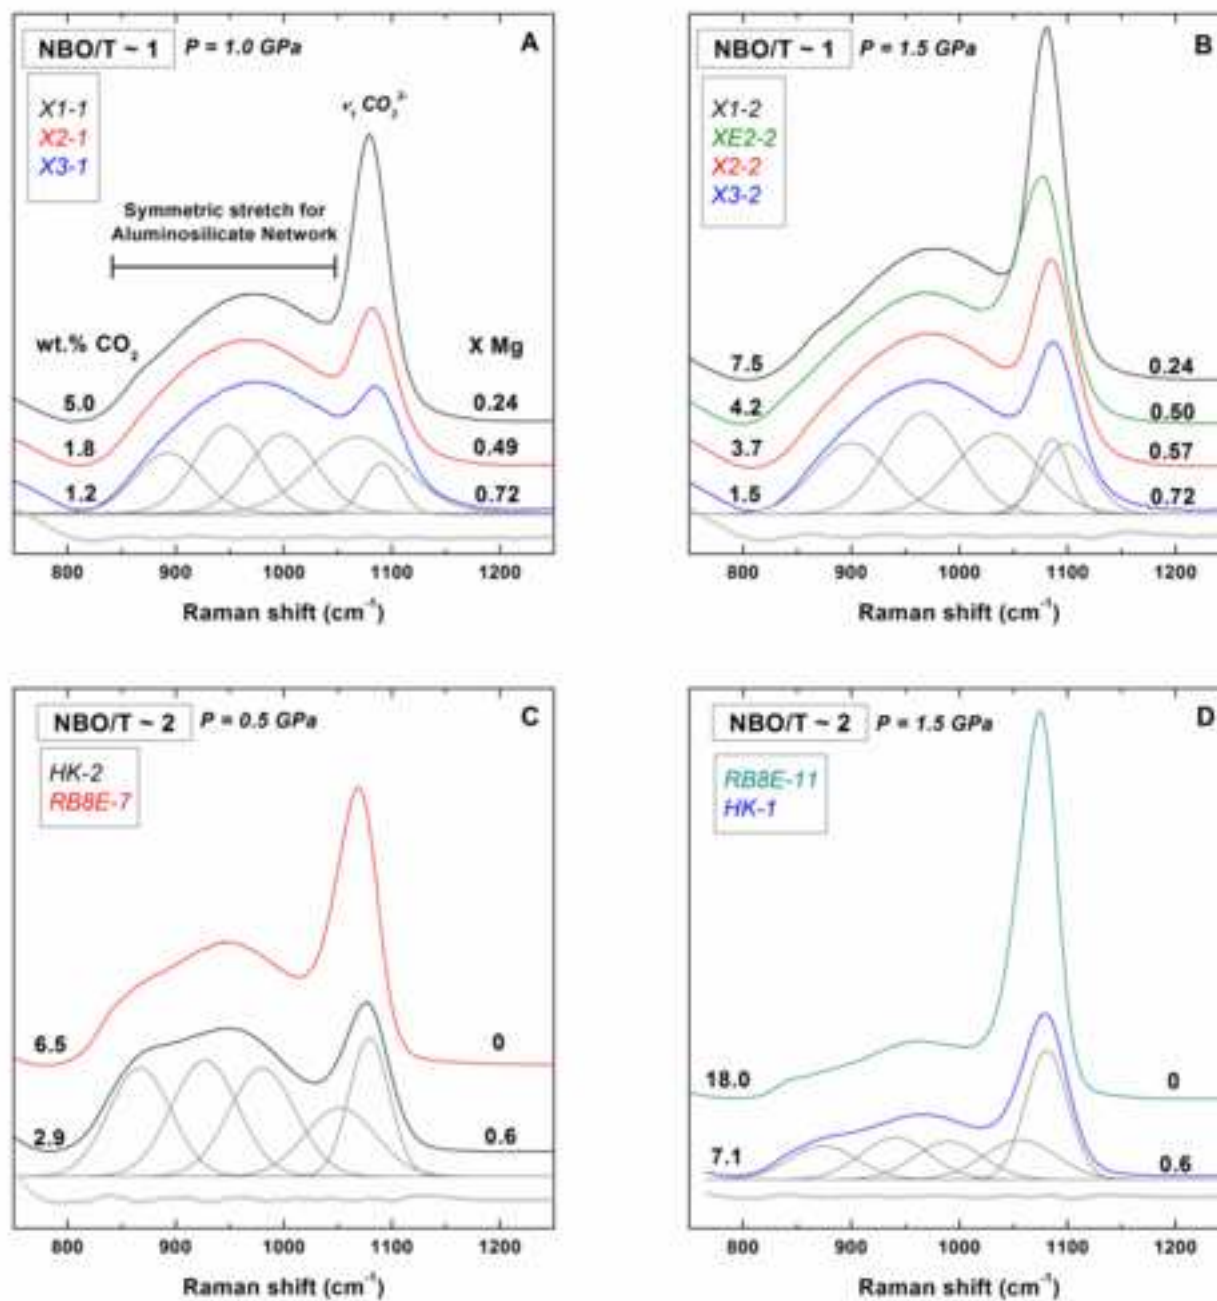 NBO/T ~ 1 P = 1.0 GPa A
X1-1
X2-1
X3-1
ν₁ CO₃²⁻
Symmetric stretch for
Aluminosilicate Network
wt.% CO₂ X Mg
5.0 0.24
1.8 0.49
1.2 0.72
800 900 1000 1100 1200
Raman shift (cm⁻¹)
NBO/T ~ 1 P = 1.5 GPa B
X1-2
XE2-2
X2-2
X3-2
7.5 0.24
4.2 0.50
3.7 0.57
1.5 0.72
800 900 1000 1100 1200
Raman shift (cm⁻¹)
NBO/T ~ 2 P = 0.5 GPa C
HK-2
RB8E-7
6.5 0
2.9 0.6
800 900 1000 1100 1200
Raman shift (cm⁻¹)
NBO/T ~ 2 P = 1.5 GPa D
RB8E-11
HK-1
18.0 0
7.1 0.6
800 900 1000 1100 1200
Raman shift (cm⁻¹)